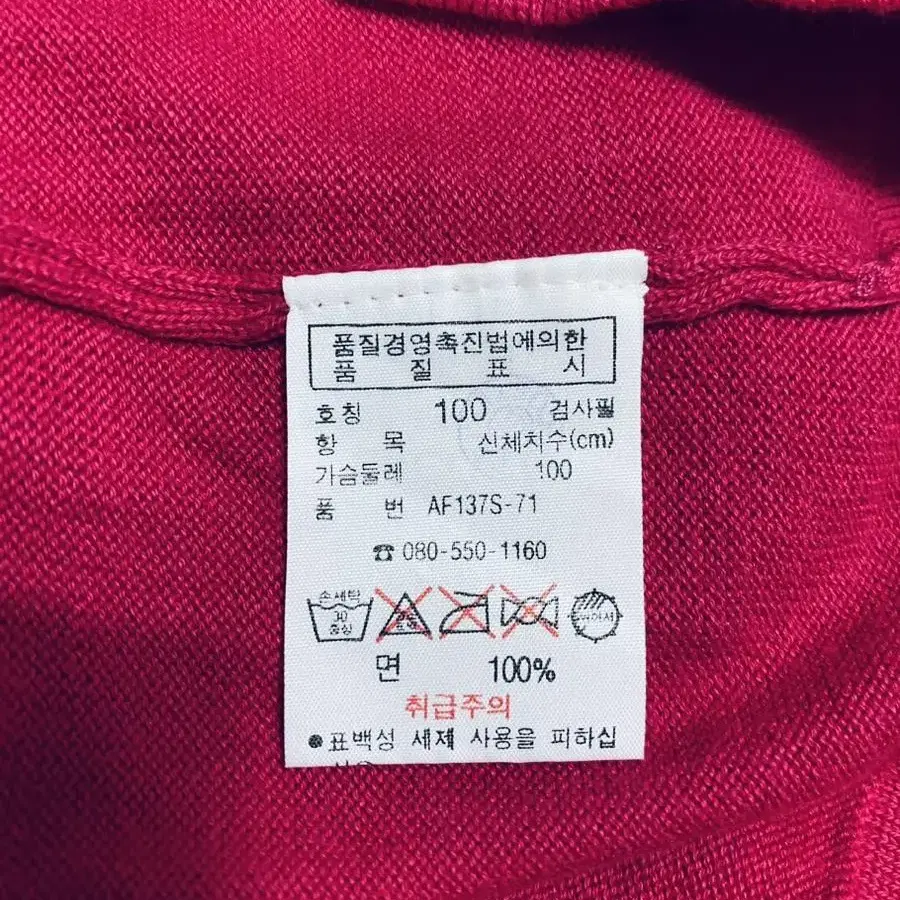 품질경영촉진법에의한
품 질 표 시
호칭 100 검사필
항 목 신체치수(cm)
가슴둘레 100
품 번 AF137S-71
☎ 080-550-1160
손세탁
30
중성
면 100%
취급주의
●표백성 세제 사용을 피하십